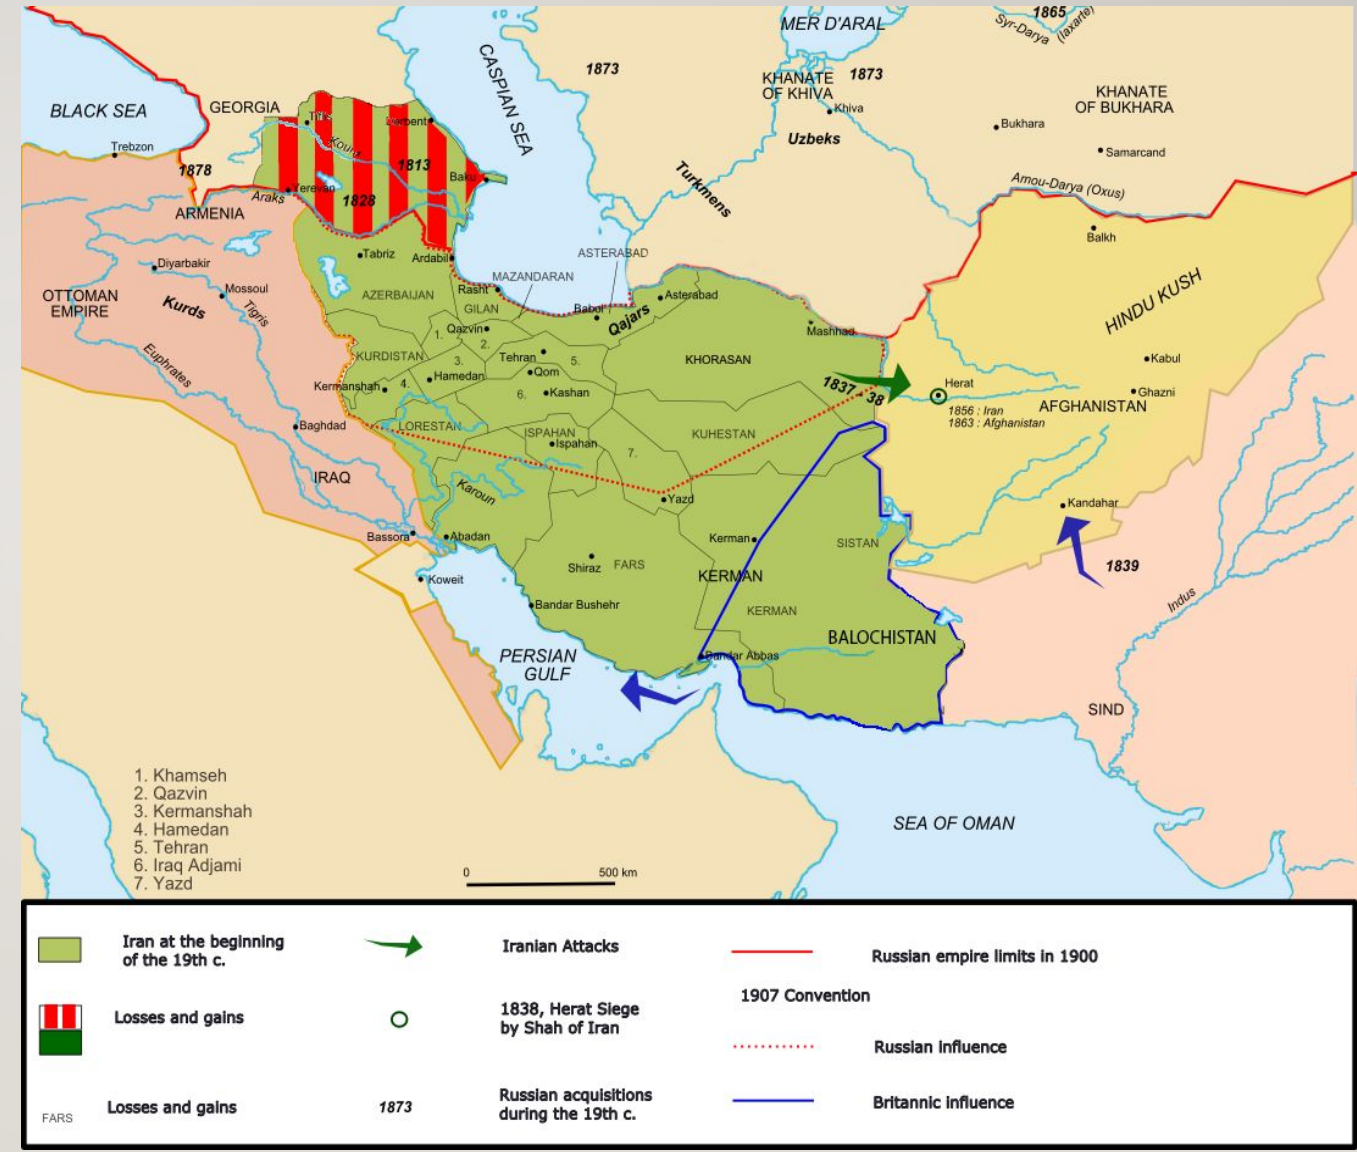 MER D'ARAL
1865
Syr-Darya (Iaxarte)
CASPIAN SEA
1873
KHANATE
OF KHIVA
1873
KHANATE
OF BUKHARA
BLACK SEA
GEORGIA
Khiva
Bukhara
Uzbeks
Samarcand
Trebzon
Tiflis
Derbent
Koura
1813
1878
Baku
Turkmens
Amou-Darya (Oxus)
Yerevan
Araks
1828
ARMENIA
Balkh
Tabriz
Ardabil
ASTERABAD
Diyarbakir
MAZANDARAN
HINDU KUSH
OTTOMAN
EMPIRE
Mossoul
Kurds
Tigris
AZERBAIJAN
Rasht
GILAN
Babol
Qajars
Asterabad
Mashhad
Qazvin
1.
2.
Euphrates
KURDISTAN
Tehran
5.
KHORASAN
Kabul
3.
Kermanshah
4.
Hamedan
Qom
6.
Kashan
1837 - 38
Herat
1856 : Iran
1863 : Afghanistan
AFGHANISTAN
Ghazni
Baghdad
LORESTAN
ISPAHAN
Ispahan
7.
KUHESTAN
IRAQ
Karoun
Yazd
Kandahar
Bassora
Abadan
Kerman
SISTAN
1839
Koweit
Shiraz
FARS
KERMAN
Bandar Bushehr
KERMAN
Indus
BALOCHISTAN
PERSIAN
GULF
Bandar Abbas
SIND
SEA OF OMAN
1. Khamseh
2. Qazvin
3. Kermanshah
4. Hamedan
5. Tehran
6. Iraq Adjami
7. Yazd
0
500 km
Iran at the beginning
of the 19th c.
Iranian Attacks
Russian empire limits in 1900
1907 Convention
Losses and gains
1838, Herat Siege
by Shah of Iran
Russian influence
FARS
Losses and gains
1873
Russian acquisitions
during the 19th c.
Britannic influence